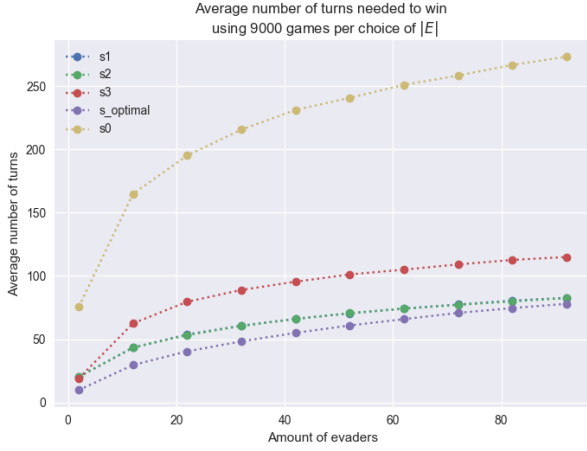 Average number of turns needed to win
using 9000 games per choice of |E|
s1
s2
s3
s_optimal
s0
250
200
150
100
50
0
Average number of turns
0
20
40
60
80
Amount of evaders